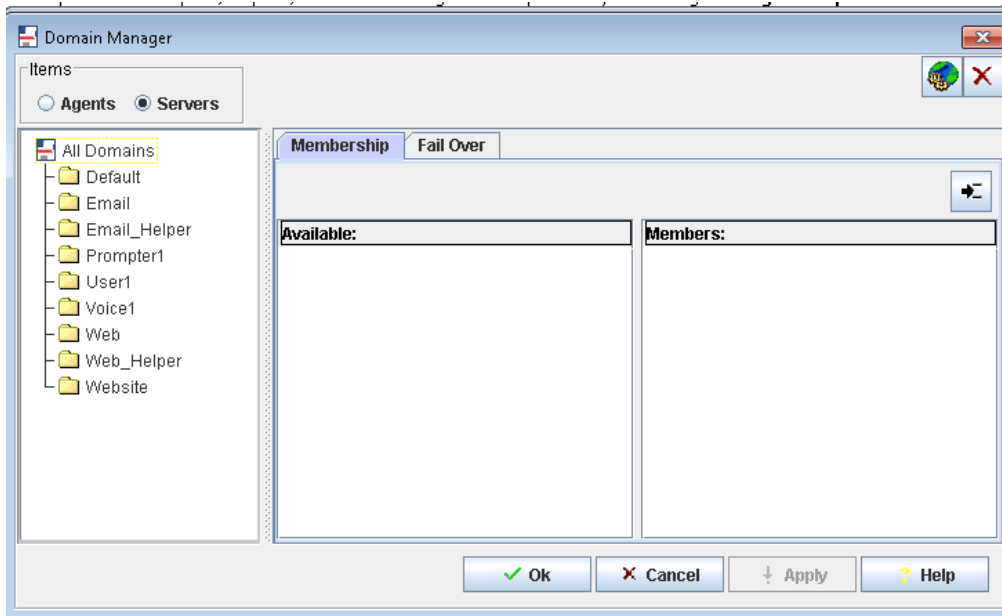 Domain Manager
Items
Agents Servers
All Domains
Default
Email
Email_Helper
Prompter1
User1
Voice1
Web
Web_Helper
Website
Membership Fail Over
Available: Members:
Ok Cancel Apply ? Help